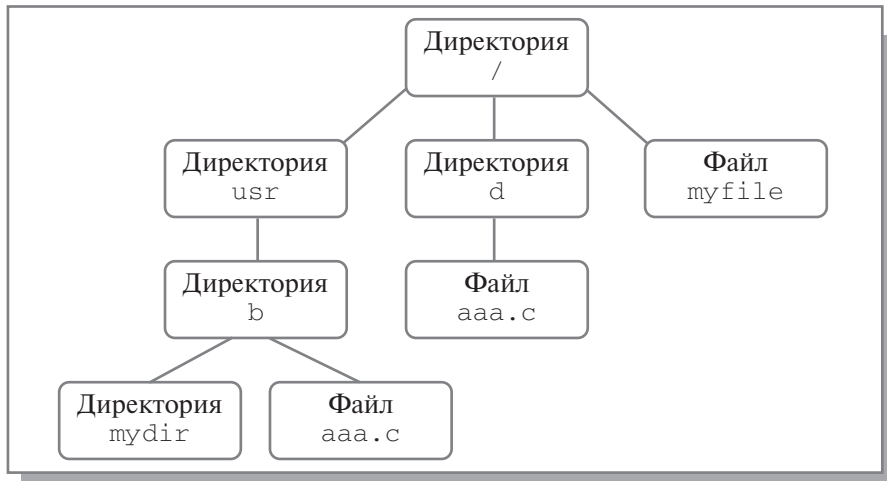 Директория
/
Директория
usr
Директория
d
Файл
myfile
Директория
b
Файл
aaa.c
Директория
mydir
Файл
aaa.c